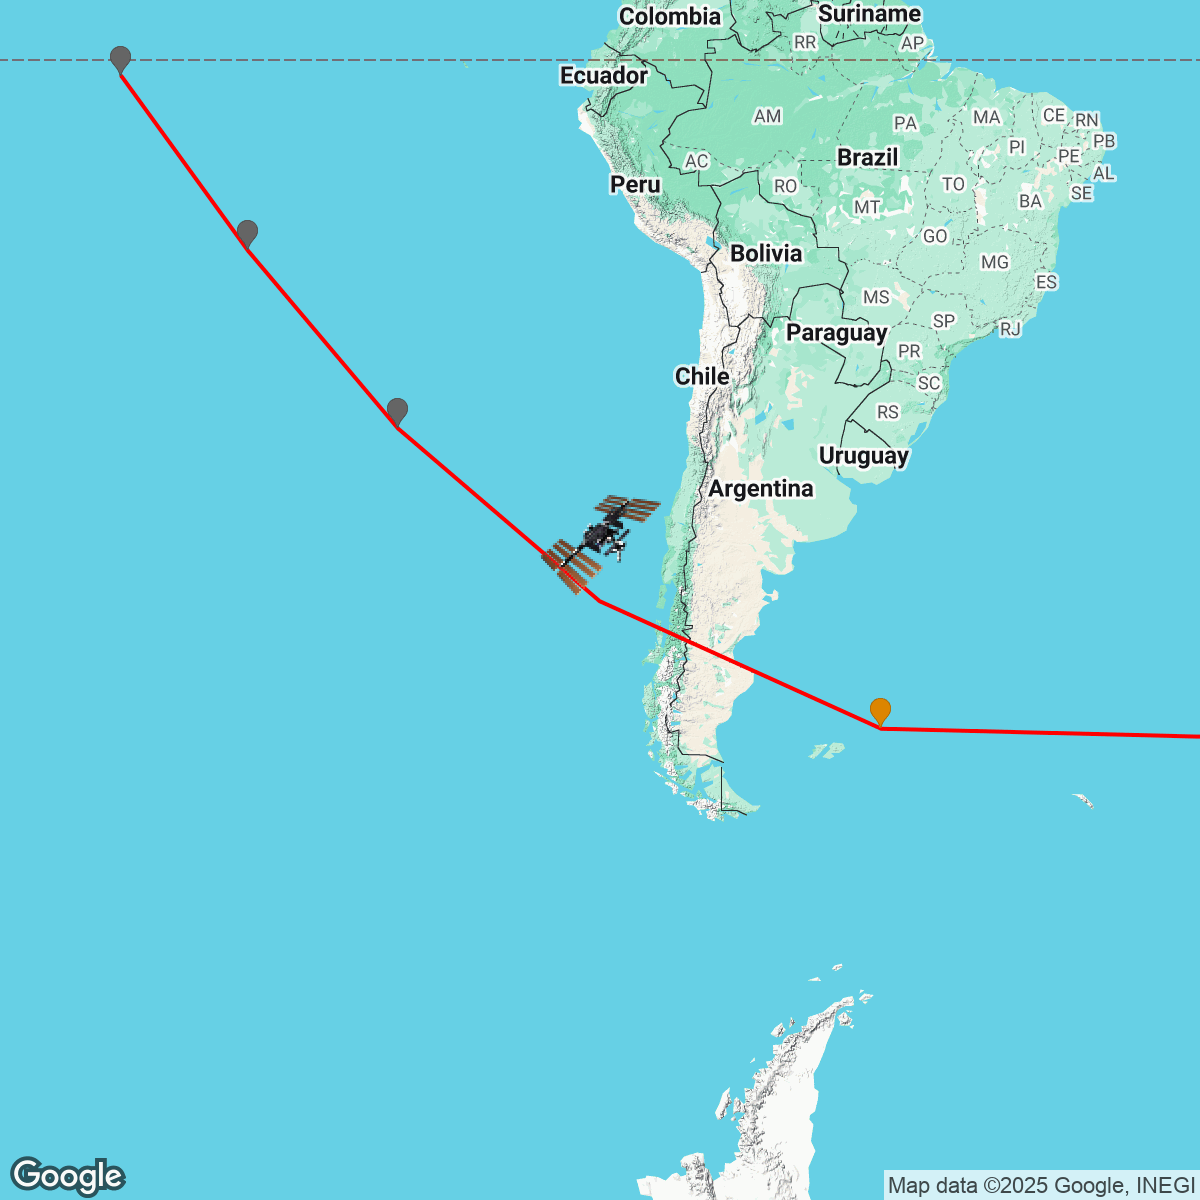 Colombia
Suriname
RR
AP
Ecuador
AM
PA
MA
CE
RN
PI
PB
PE
AC
Brazil
AL
Peru
RO
TO
SE
BA
MT
GO
Bolivia
MG
ES
MS
SP
RJ
Paraguay
PR
Chile
SC
RS
Uruguay
Argentina
Google
Map data ©2025 Google, INEGI